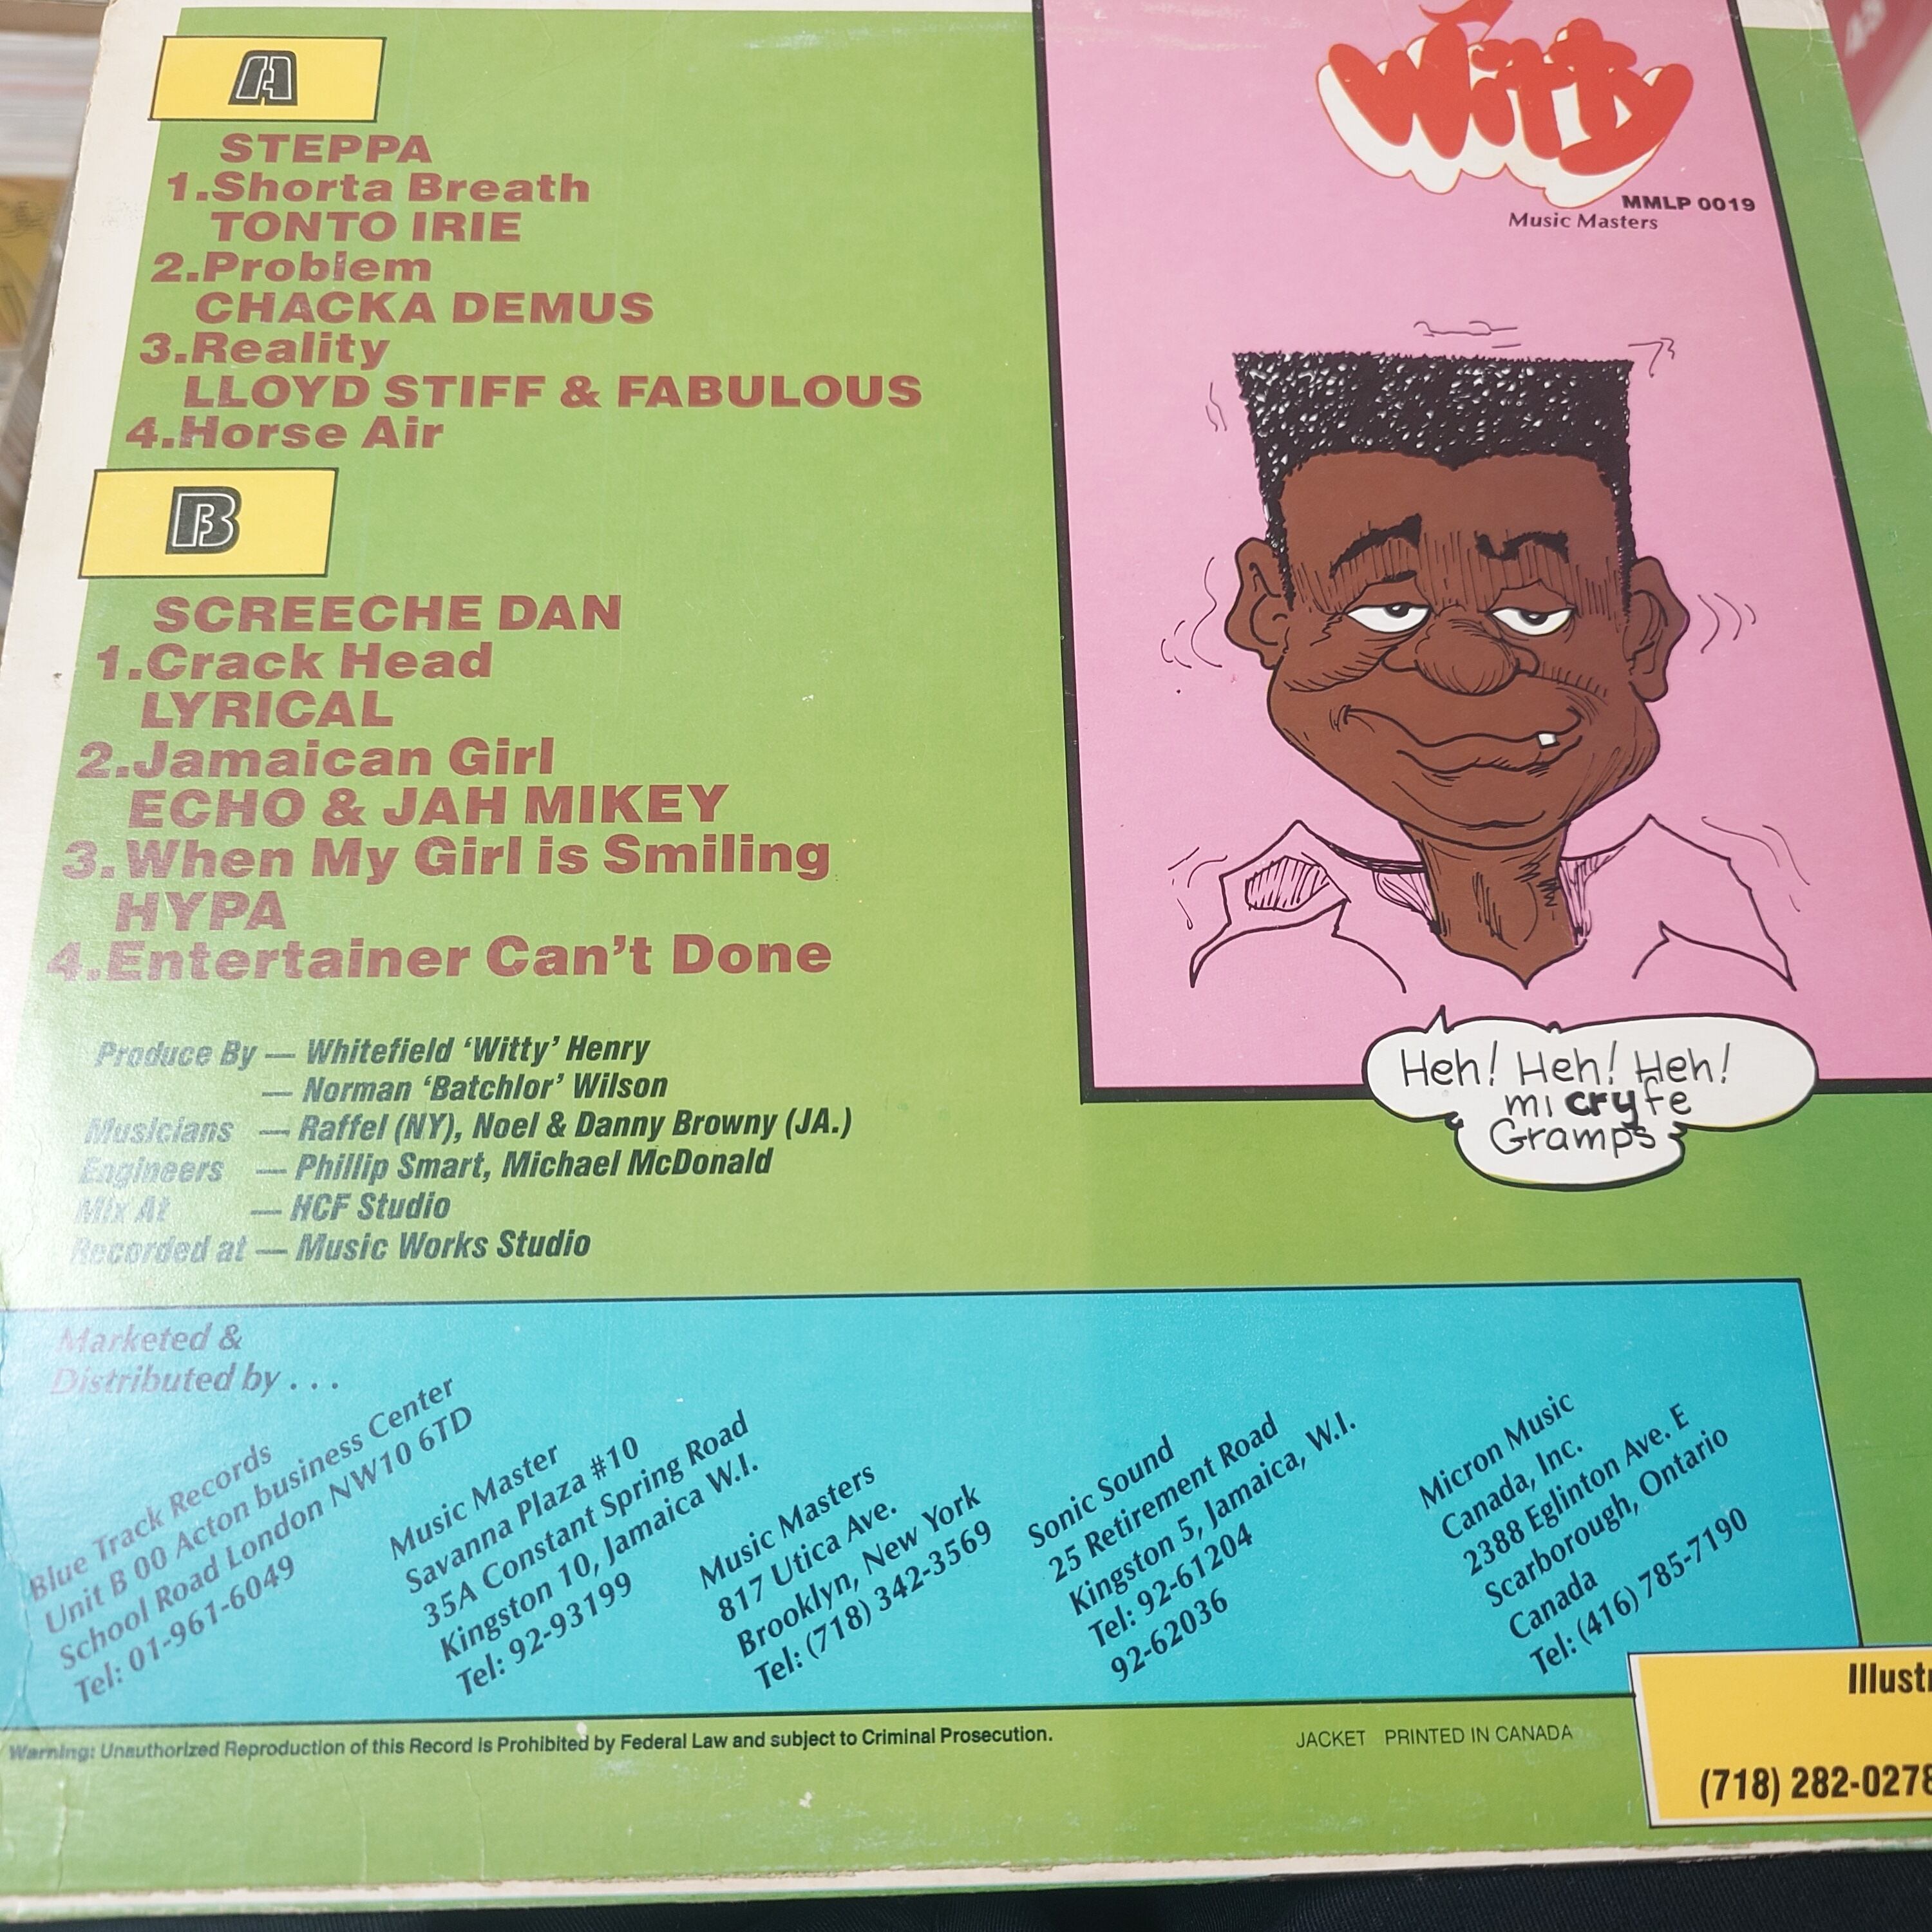 A
STEPPA
1.Shorta Breath
TONTO IRIE
2.Problem
CHACKA DEMUS
3.Reality
LLOYD STIFF & FABULOUS
4.Horse Air
B
SCREECHE DAN
1.Crack Head
LYRICAL
2.Jamaican Girl
ECHO & JAH MIKEY
3.When My Girl is Smiling
HYPA
4.Entertainer Can't Done
Produce By — Whitefield 'Witty' Henry
— Norman 'Batchlor' Wilson
Musicians — Raffel (NY), Noel & Danny Browny (JA.)
Engineers — Phillip Smart, Michael McDonald
Mix At — HCF Studio
Recorded at — Music Works Studio
Witty
MMLP 0019
Music Masters
Heh! Heh! Heh!
mi cry fe
Gramps
Marketed &
Distributed by . . .
Blue Track Records
Unit B 00 Acton business Center
School Road London NW10 6TD
Tel: 01-961-6049
Music Master
Savanna Plaza #10
35A Constant Spring Road
Kingston 10, Jamaica W.I.
Tel: 92-93199
Music Masters
817 Utica Ave.
Brooklyn, New York
Tel: (718) 342-3569
Sonic Sound
25 Retirement Road
Kingston 5, Jamaica, W.I.
Tel: 92-61204
92-62036
Micron Music
Canada, Inc.
2388 Eglinton Ave. E
Scarborough, Ontario
Canada
Tel: (416) 785-7190
Warning: Unauthorized Reproduction of this Record is Prohibited by Federal Law and subject to Criminal Prosecution.
JACKET PRINTED IN CANADA
(718) 282-0278